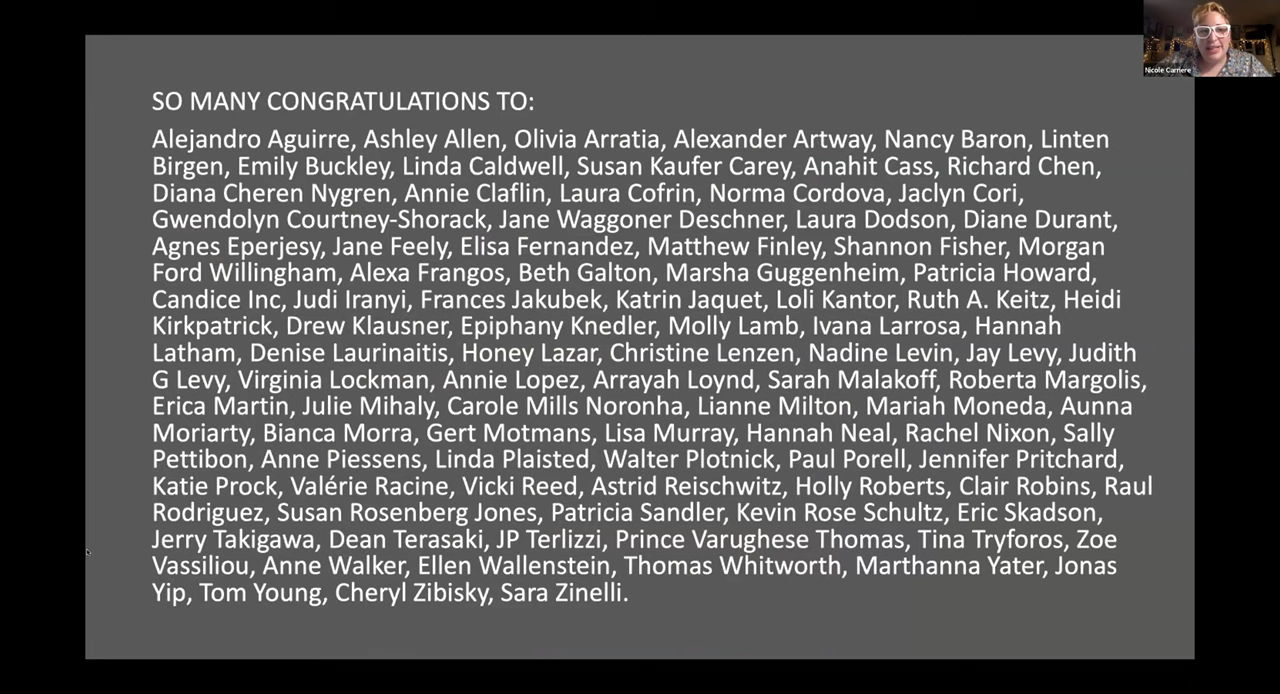 SO MANY CONGRATULATIONS TO:
Alejandro Aguirre, Ashley Allen, Olivia Arratia, Alexander Artway, Nancy Baron, Linten
Birgen, Emily Buckley, Linda Caldwell, Susan Kaufer Carey, Anahit Cass, Richard Chen,
Diana Cheren Nygren, Annie Claflin, Laura Cofrin, Norma Cordova, Jaclyn Cori,
Gwendolyn Courtney-Shorack, Jane Waggoner Deschner, Laura Dodson, Diane Durant,
Agnes Eperjesy, Jane Feely, Elisa Fernandez, Matthew Finley, Shannon Fisher, Morgan
Ford Willingham, Alexa Frangos, Beth Galton, Marsha Guggenheim, Patricia Howard,
Candice Inc, Judi Iranyi, Frances Jakubek, Katrin Jaquet, Loli Kantor, Ruth A. Keitz, Heidi
Kirkpatrick, Drew Klausner, Epiphany Knedler, Molly Lamb, Ivana Larrosa, Hannah
Latham, Denise Laurinaitis, Honey Lazar, Christine Lenzen, Nadine Levin, Jay Levy, Judith
G Levy, Virginia Lockman, Annie Lopez, Arrayah Loynd, Sarah Malakoff, Roberta Margolis,
Erica Martin, Julie Mihaly, Carole Mills Noronha, Lianne Milton, Mariah Moneda, Aunna
Moriarty, Bianca Morra, Gert Motmans, Lisa Murray, Hannah Neal, Rachel Nixon, Sally
Pettibon, Anne Piessens, Linda Plaisted, Walter Plotnick, Paul Porell, Jennifer Pritchard,
Katie Prock, Valérie Racine, Vicki Reed, Astrid Reischwitz, Holly Roberts, Clair Robins, Raul
Rodriguez, Susan Rosenberg Jones, Patricia Sandler, Kevin Rose Schultz, Eric Skadson,
Jerry Takigawa, Dean Terasaki, JP Terlizzi, Prince Varughese Thomas, Tina Tryforos, Zoe
Vassiliou, Anne Walker, Ellen Wallenstein, Thomas Whitworth, Marthanna Yater, Jonas
Yip, Tom Young, Cheryl Zibisky, Sara Zinelli.
Nicole Carriere